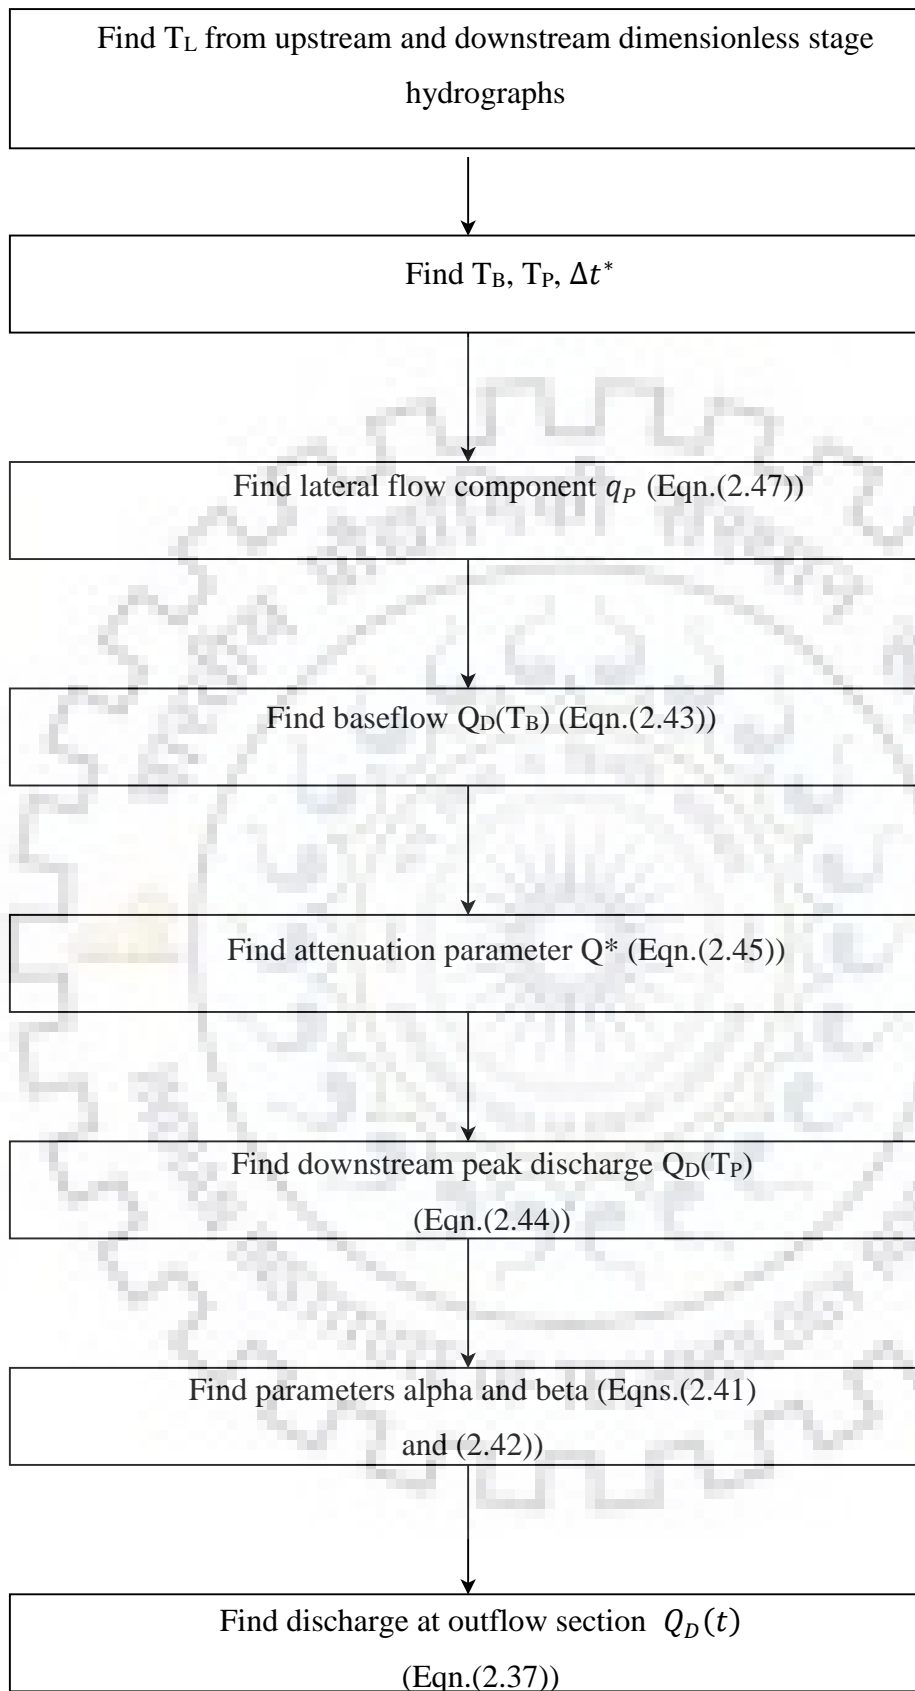 Find T_L from upstream and downstream dimensionless stage
hydrographs
Find T_B, T_P, Δt*
Find lateral flow component q_P (Eqn.(2.47))
Find baseflow Q_D(T_B) (Eqn.(2.43))
Find attenuation parameter Q* (Eqn.(2.45))
Find downstream peak discharge Q_D(T_P)
(Eqn.(2.44))
Find parameters alpha and beta (Eqns.(2.41)
and (2.42))
Find discharge at outflow section Q_D(t)
(Eqn.(2.37))